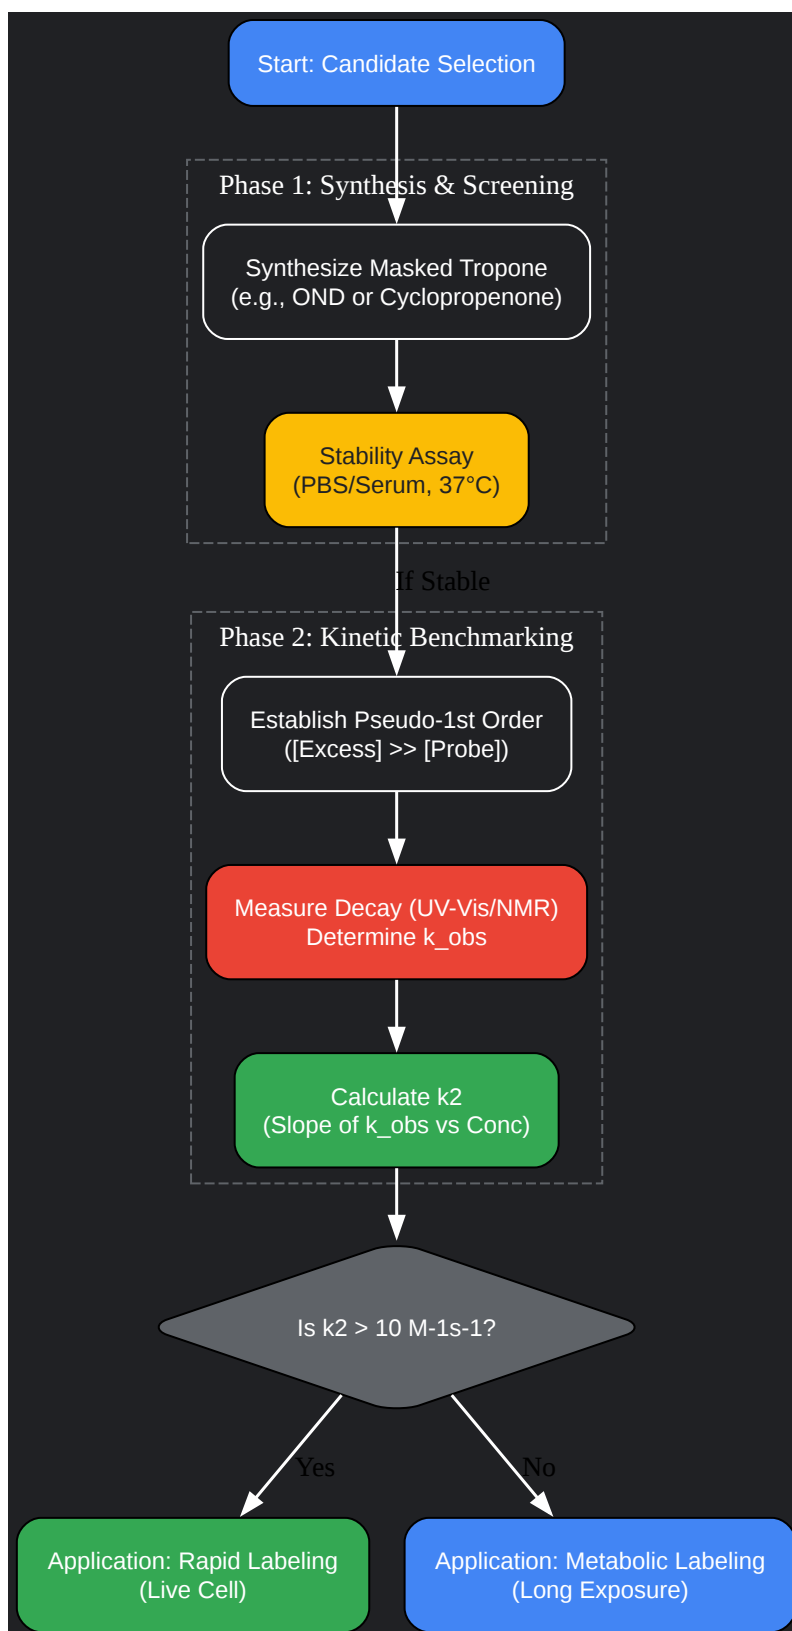 Start: Candidate Selection
Phase 1: Synthesis & Screening
Synthesize Masked Tropone
(e.g., OND or Cyclopropenone)
Stability Assay
(PBS/Serum, 37°C)
If Stable
Phase 2: Kinetic Benchmarking
Establish Pseudo-1st Order
([Excess] >> [Probe])
Measure Decay (UV-Vis/NMR)
Determine k_obs
Calculate k2
(Slope of k_obs vs Conc)
Is k2 > 10 M-1s-1?
Yes
No
Application: Rapid Labeling
(Live Cell)
Application: Metabolic Labeling
(Long Exposure)